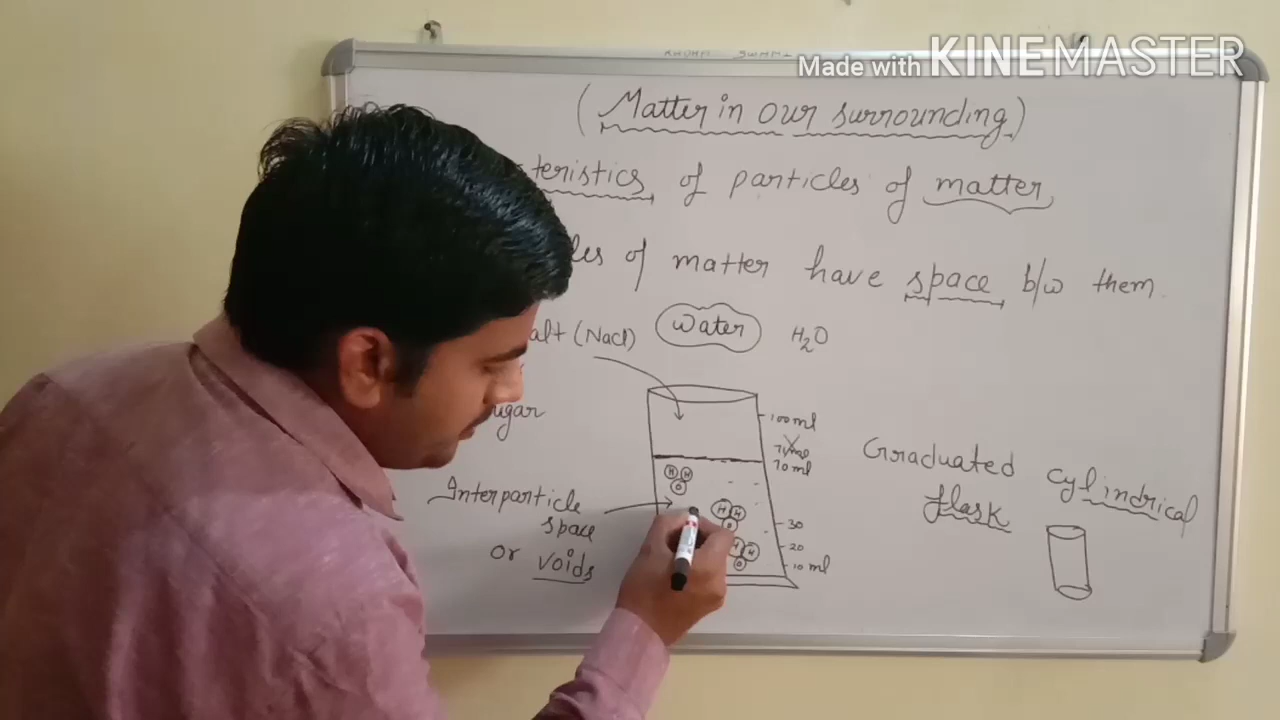 Made with KINEMASTER
(Matter in our surrounding)
teristics of particles of matter
les of matter have space b/w them.
alt (Nacl) Water H2O
ugar
100 ml
70 ml
Graduated cylindrical
flask
Interparticle
space
or voids
H H
O
H H
O
H H
O
30
20
10 ml